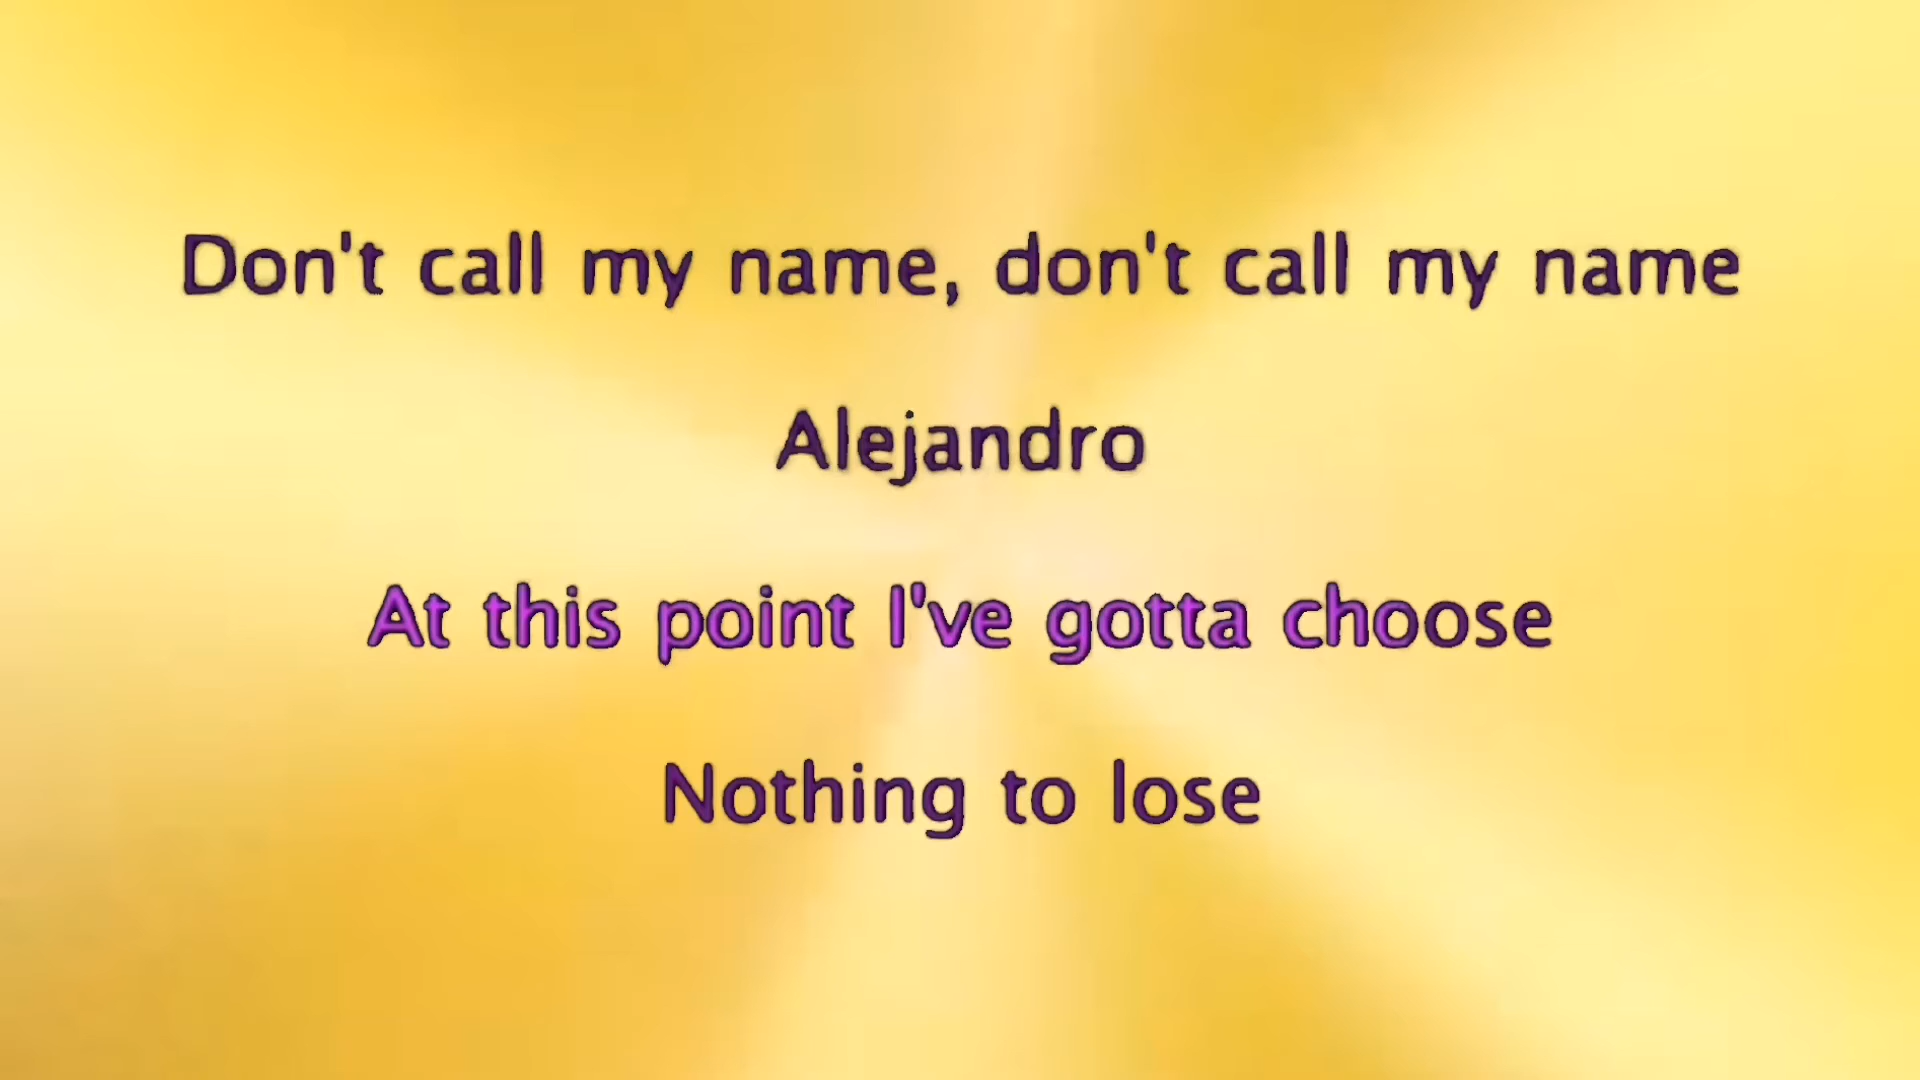 Don't call my name, don't call my name
Alejandro
At this point I've gotta choose
Nothing to lose